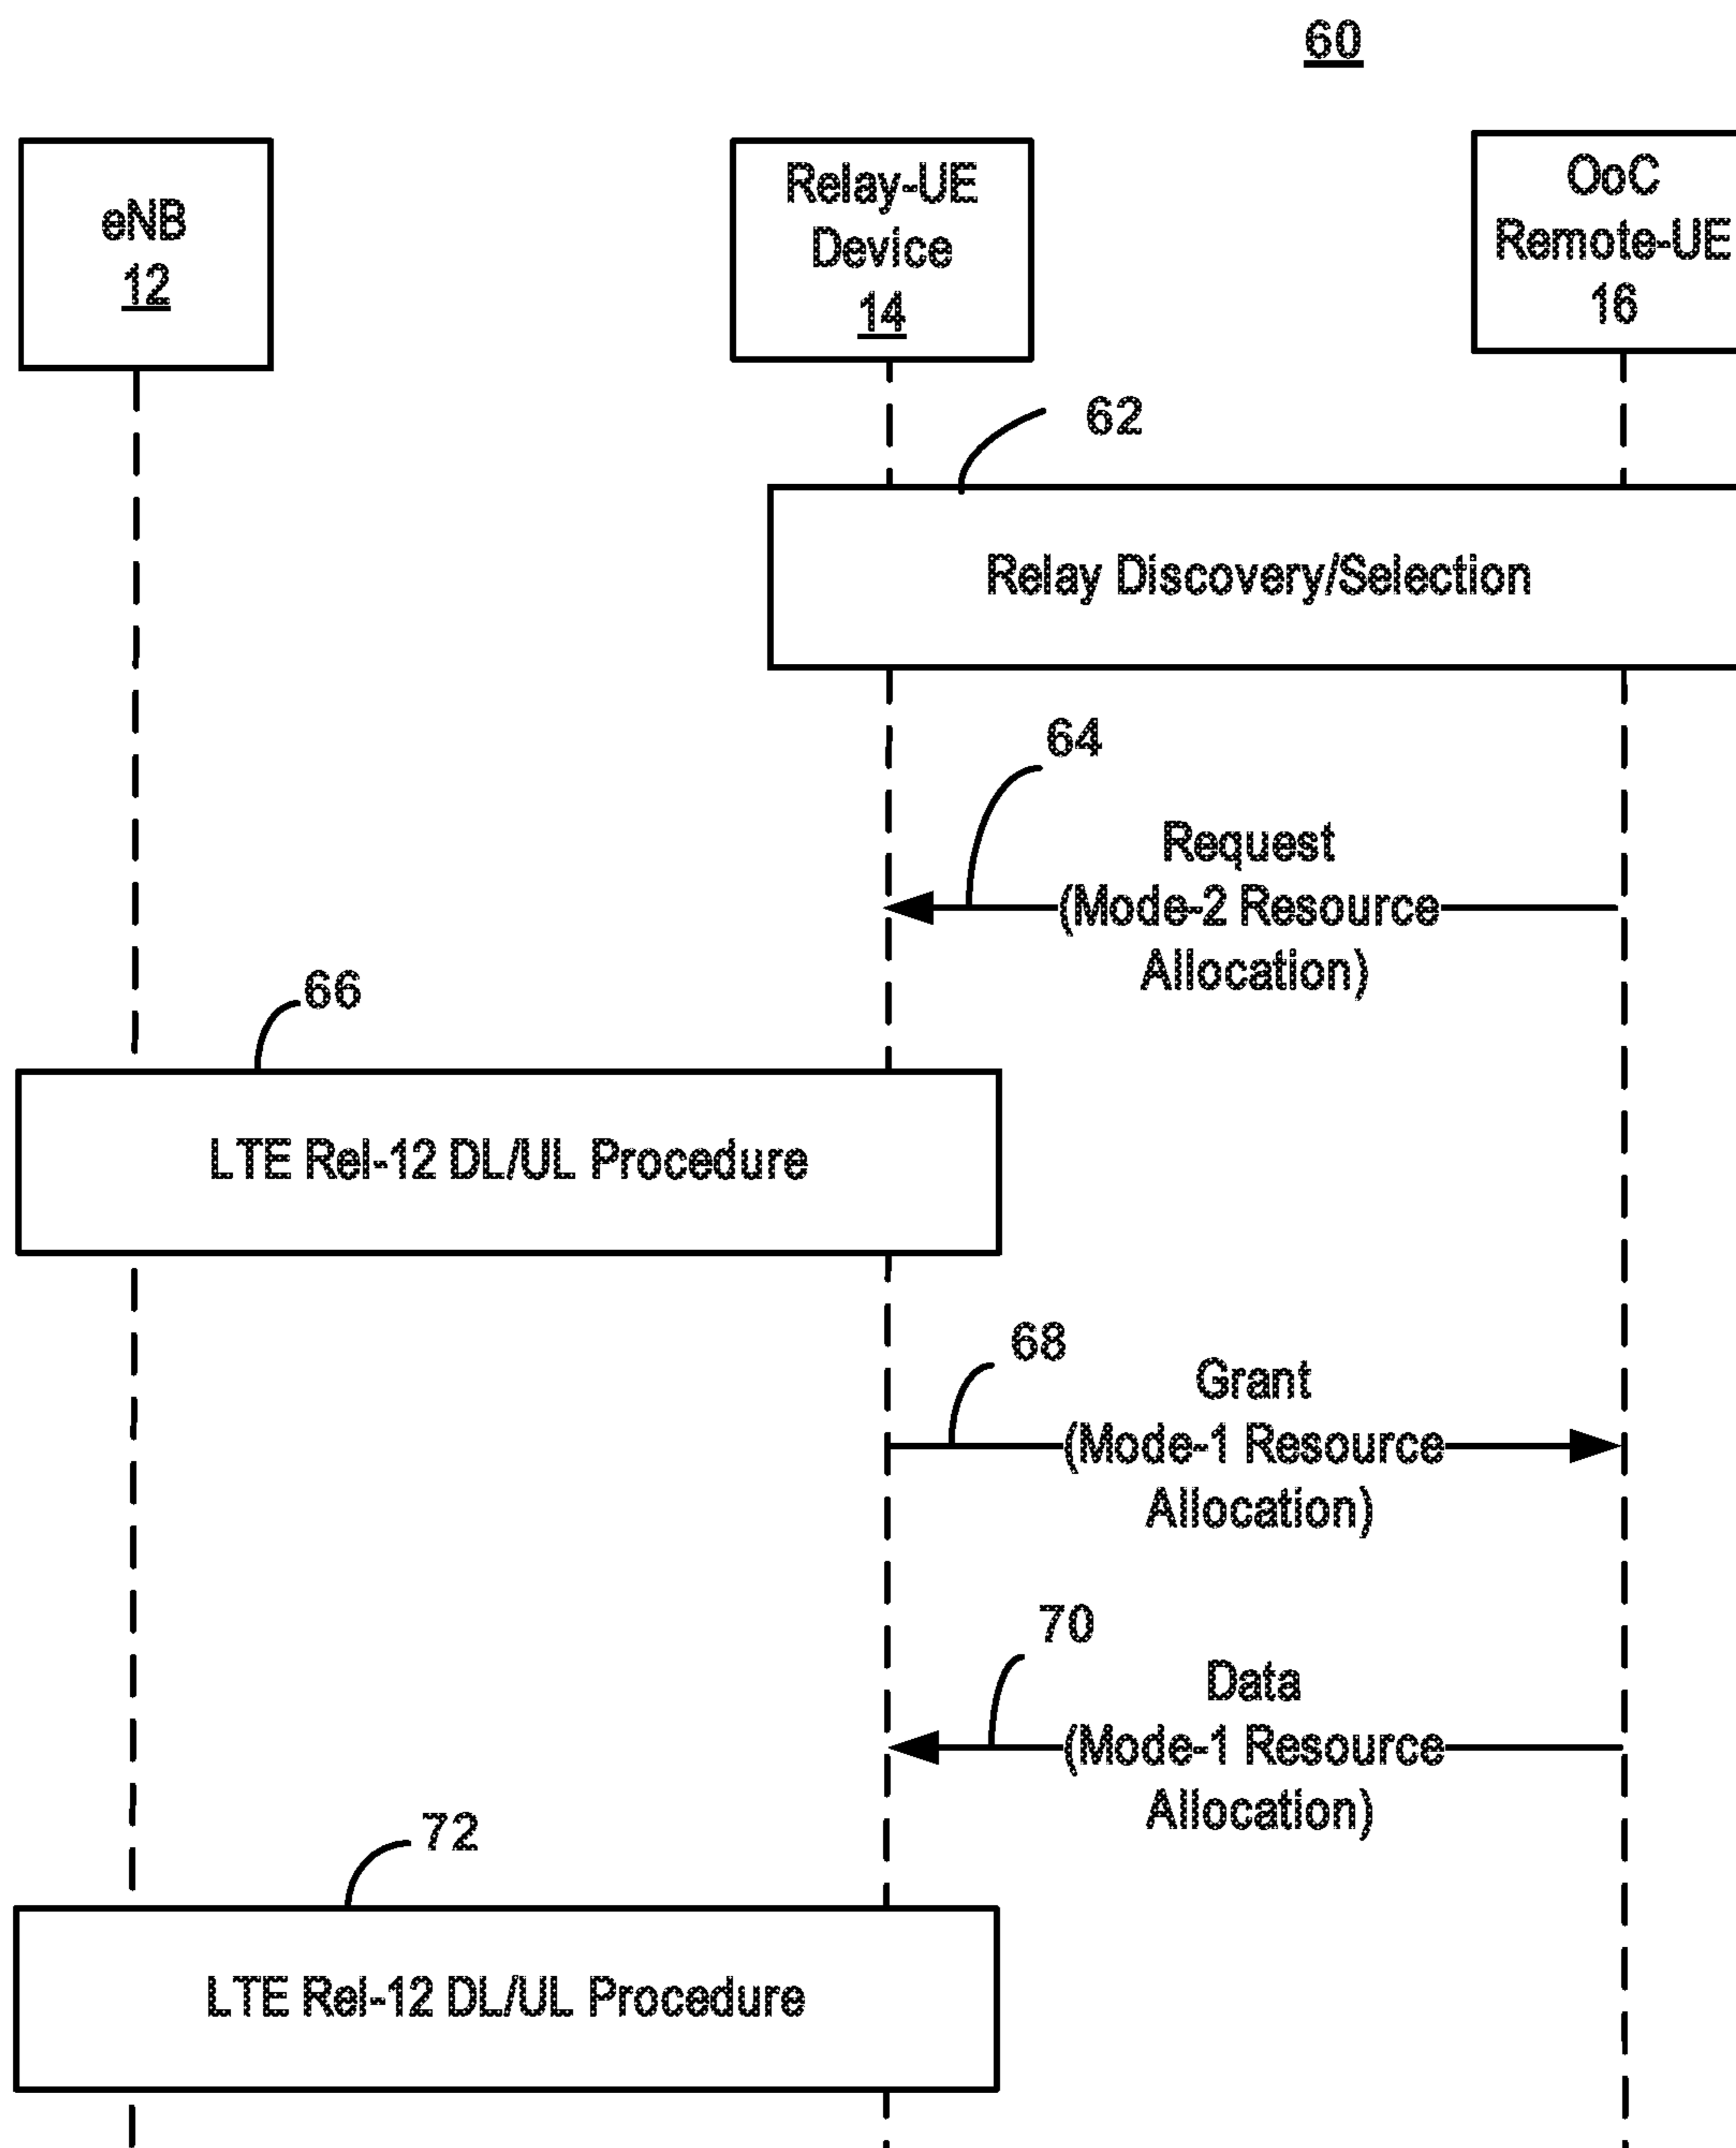 60
eNB
12
Relay-UE
Device
14
OoC
Remote-UE
16
62
Relay Discovery/Selection
64
Request
(Mode-2 Resource
Allocation)
66
LTE Rel-12 DL/UL Procedure
68
Grant
(Mode-1 Resource
Allocation)
70
Data
(Mode-1 Resource
Allocation)
72
LTE Rel-12 DL/UL Procedure